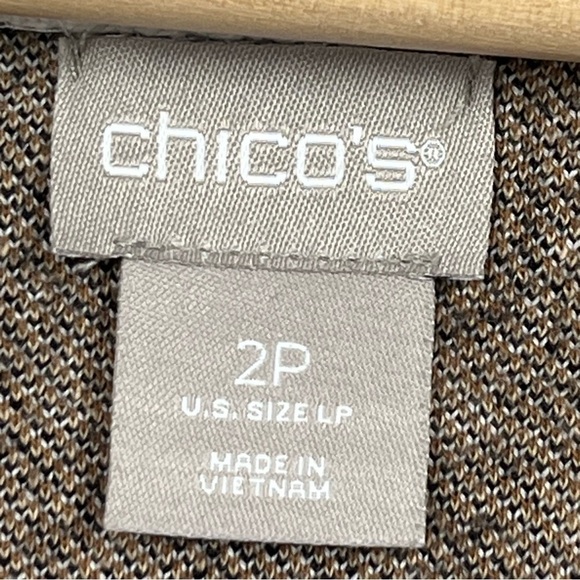 chico's®
2P
U.S. SIZE LP
MADE IN
VIETNAM